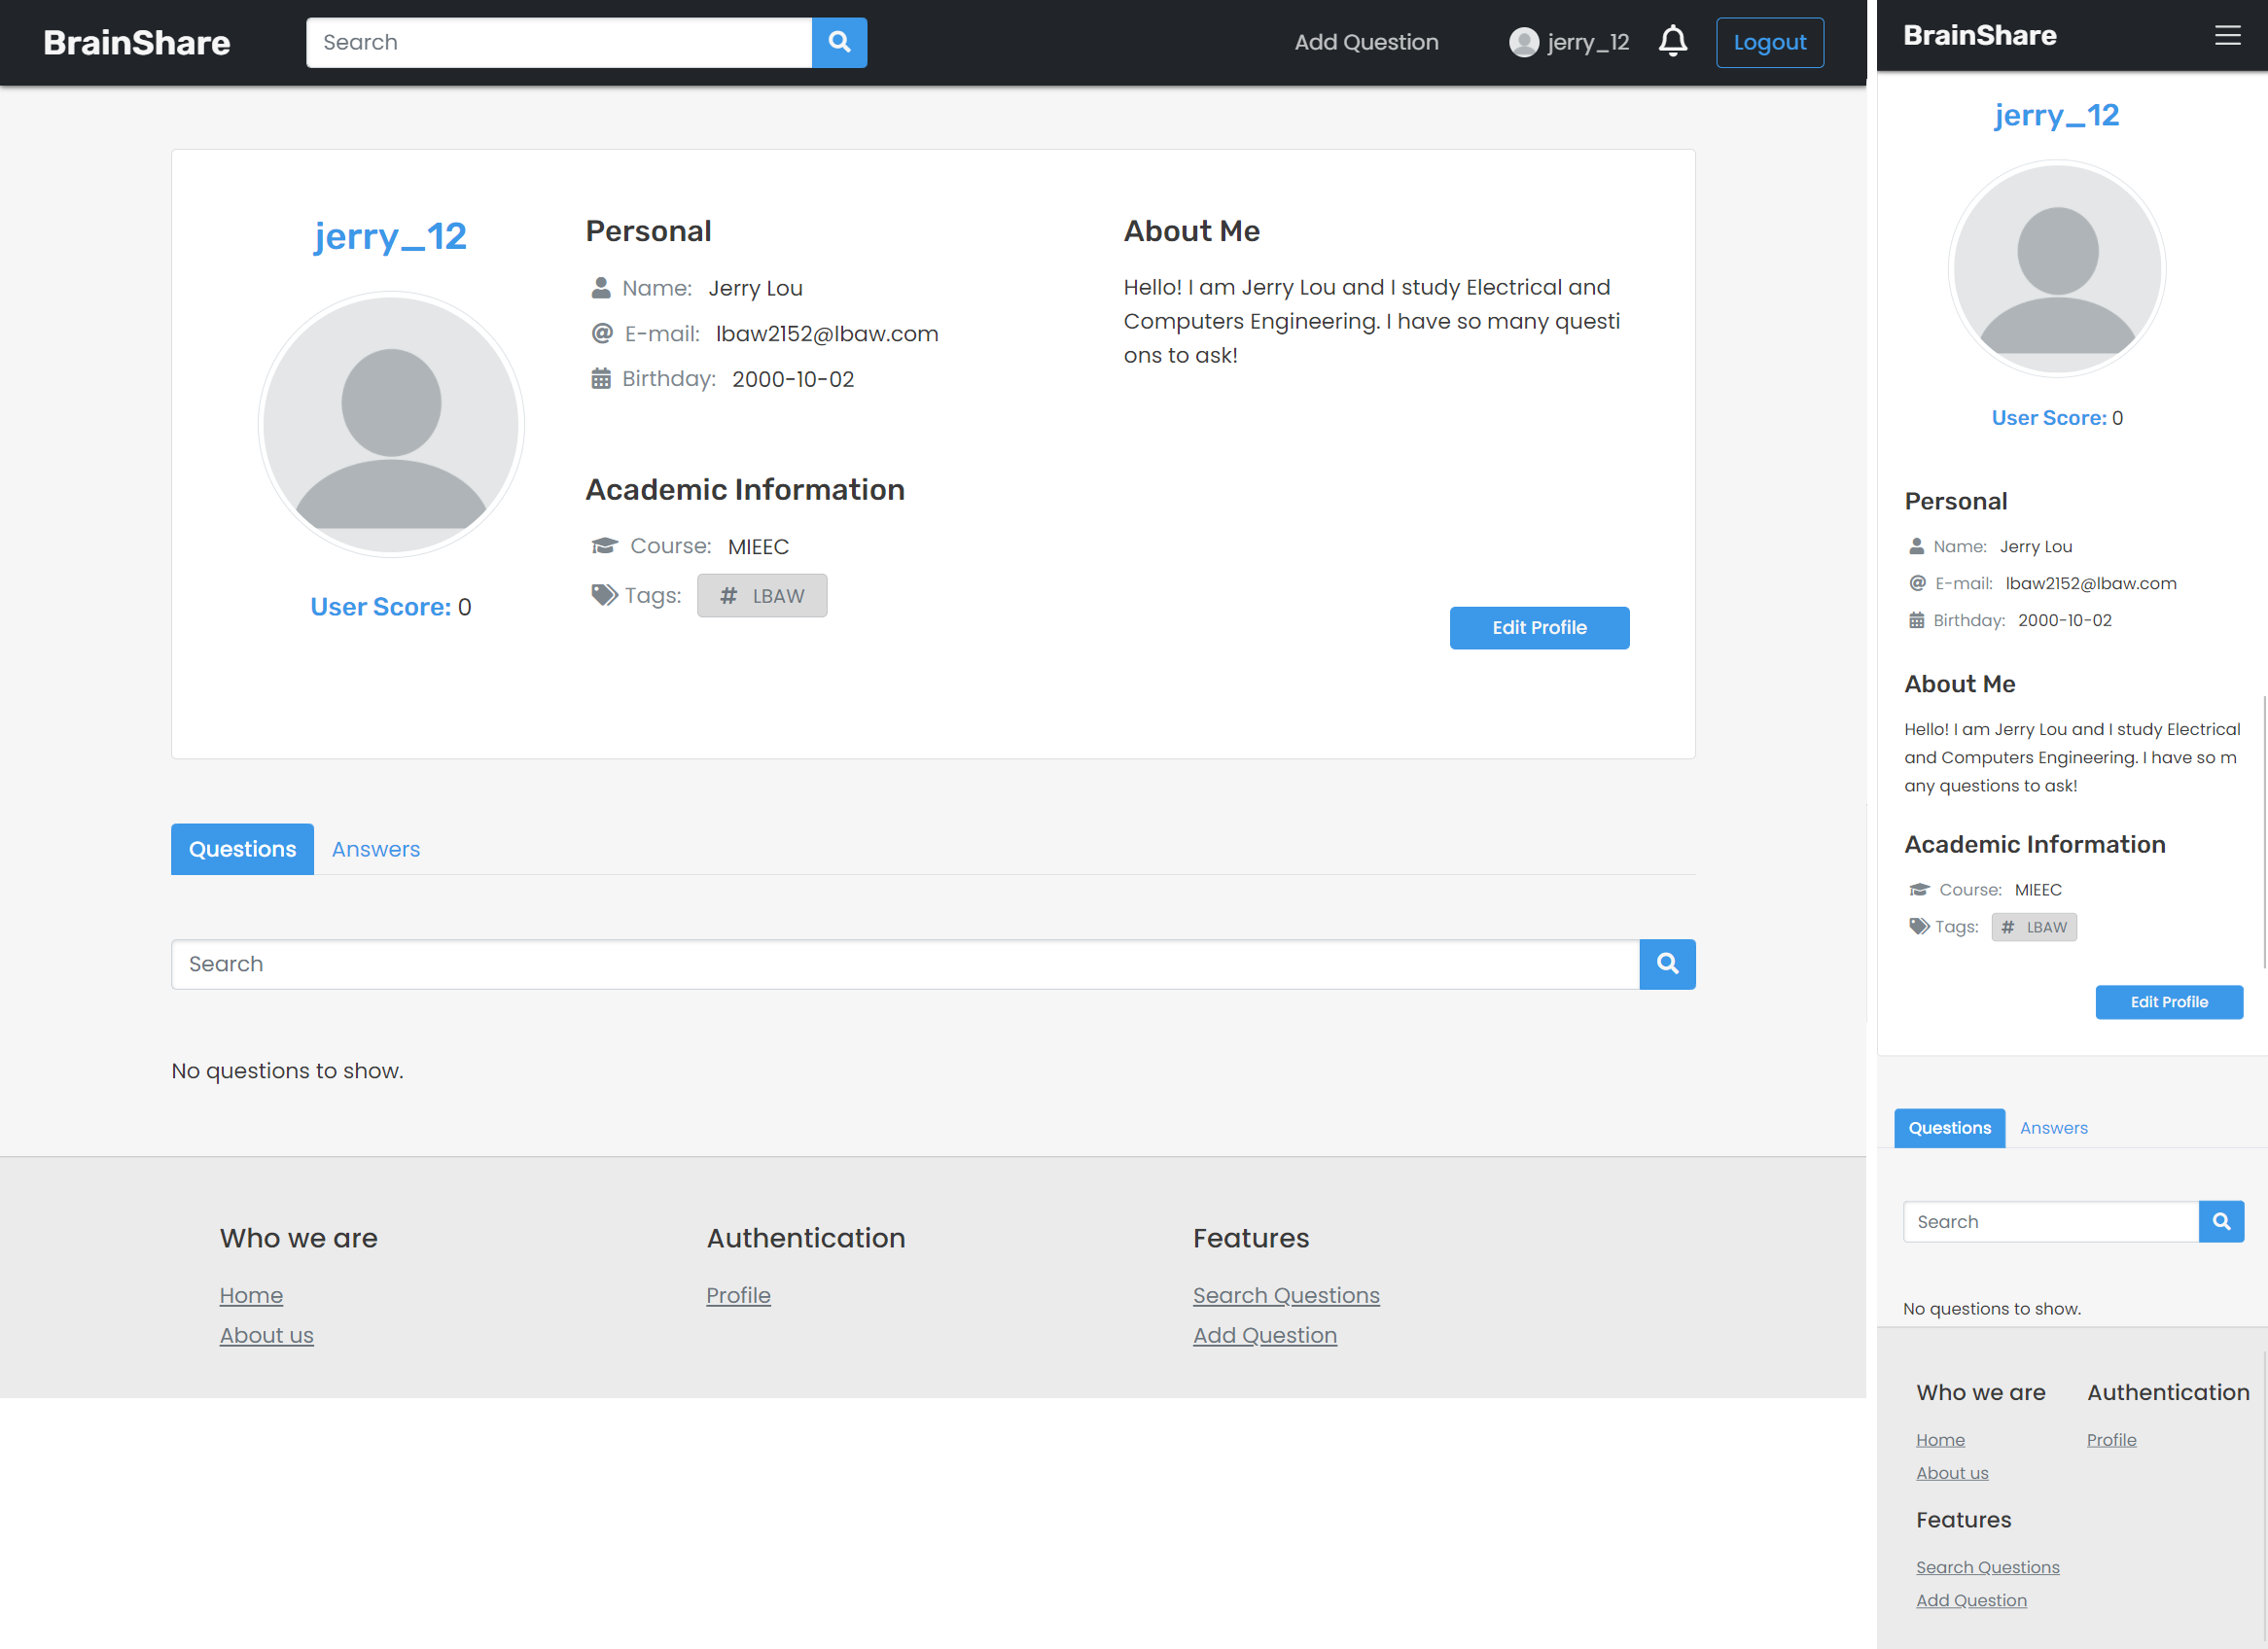 BrainShare
Search
Add Question
jerry_12
Logout
jerry_12
User Score: 0
Personal
Name: Jerry Lou
E-mail: lbaw2152@lbaw.com
Birthday: 2000-10-02
Academic Information
Course: MIEEC
Tags: # LBAW
About Me
Hello! I am Jerry Lou and I study Electrical and
Computers Engineering. I have so many questi
ons to ask!
Edit Profile
Questions
Answers
Search
No questions to show.
Who we are
Home
About us
Authentication
Profile
Features
Search Questions
Add Question
BrainShare
jerry_12
User Score: 0
Personal
Name: Jerry Lou
E-mail: lbaw2152@lbaw.com
Birthday: 2000-10-02
About Me
Hello! I am Jerry Lou and I study Electrical
and Computers Engineering. I have so m
any questions to ask!
Academic Information
Course: MIEEC
Tags: # LBAW
Edit Profile
Questions
Answers
Search
No questions to show.
Who we are
Home
About us
Authentication
Profile
Features
Search Questions
Add Question